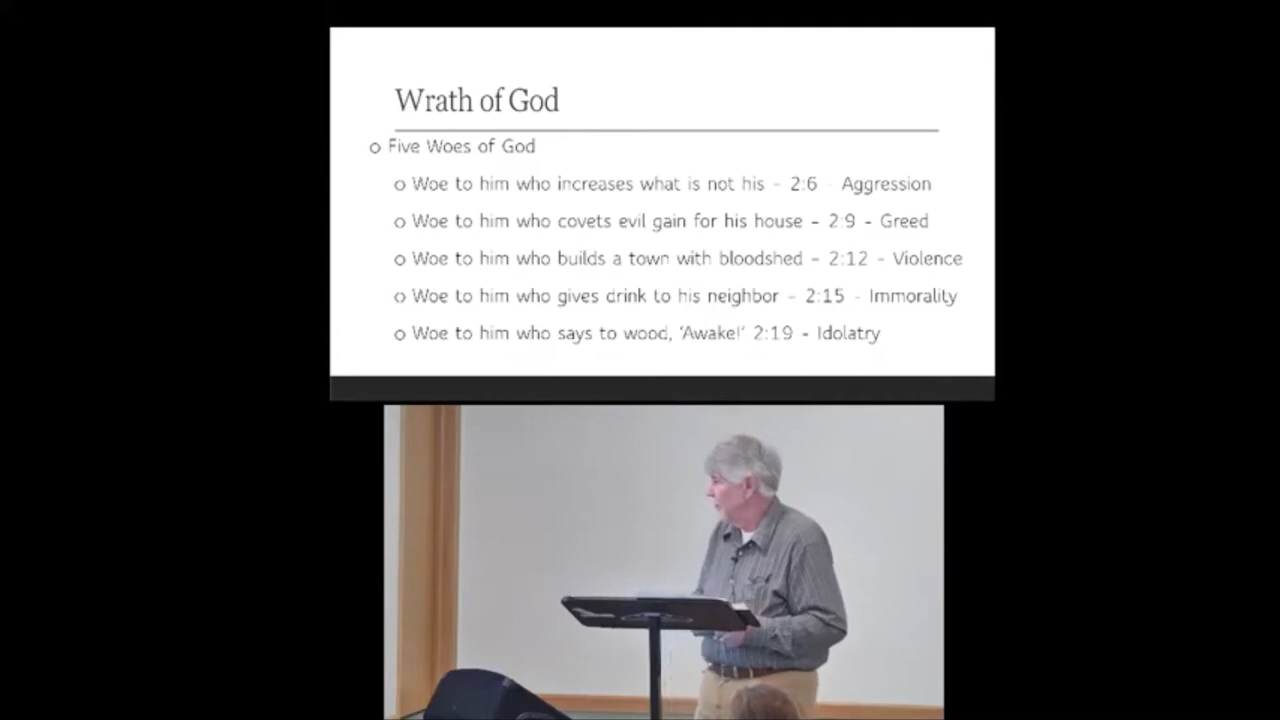 Wrath of God
Five Woes of God
Woe to him who increases what is not his - 2:6 - Aggression
Woe to him who covets evil gain for his house - 2:9 - Greed
Woe to him who builds a town with bloodshed - 2:12 - Violence
Woe to him who gives drink to his neighbor - 2:15 - Immorality
Woe to him who says to wood, 'Awake!' 2:19 - Idolatry